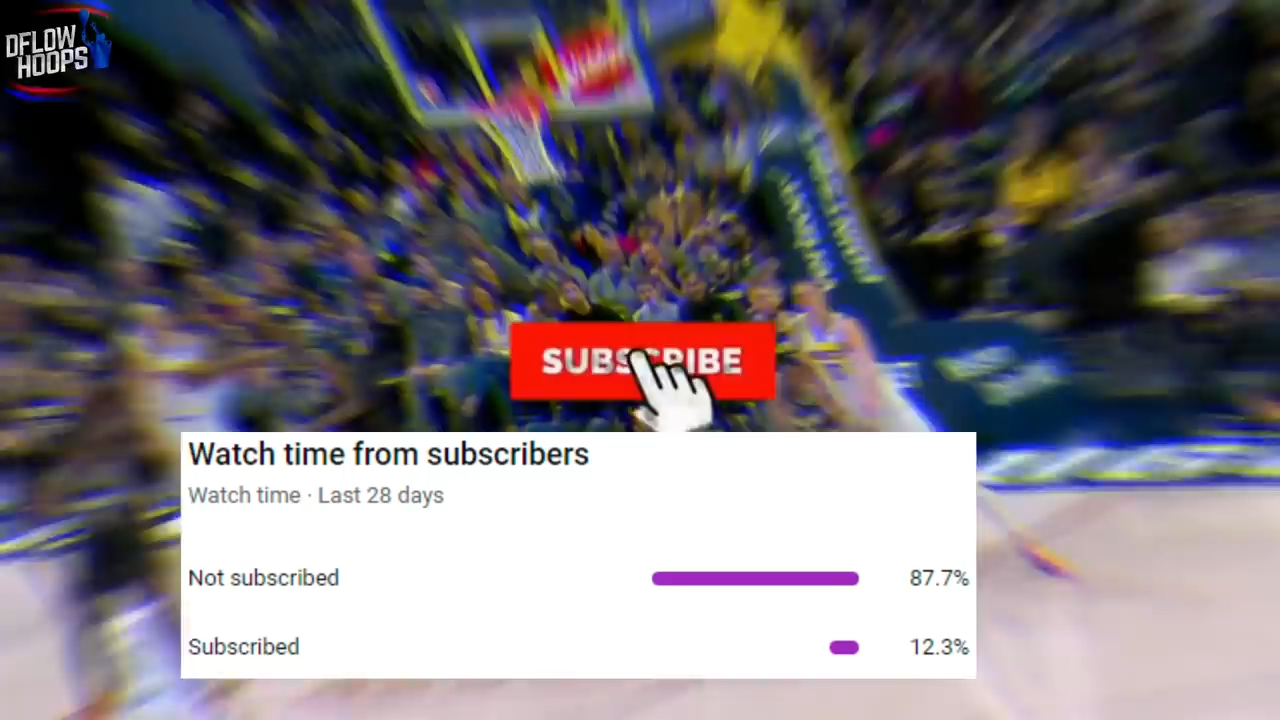 DFLOW
HOOPS
SUBSCRIBE
Watch time from subscribers
Watch time · Last 28 days
Not subscribed 87.7%
Subscribed 12.3%